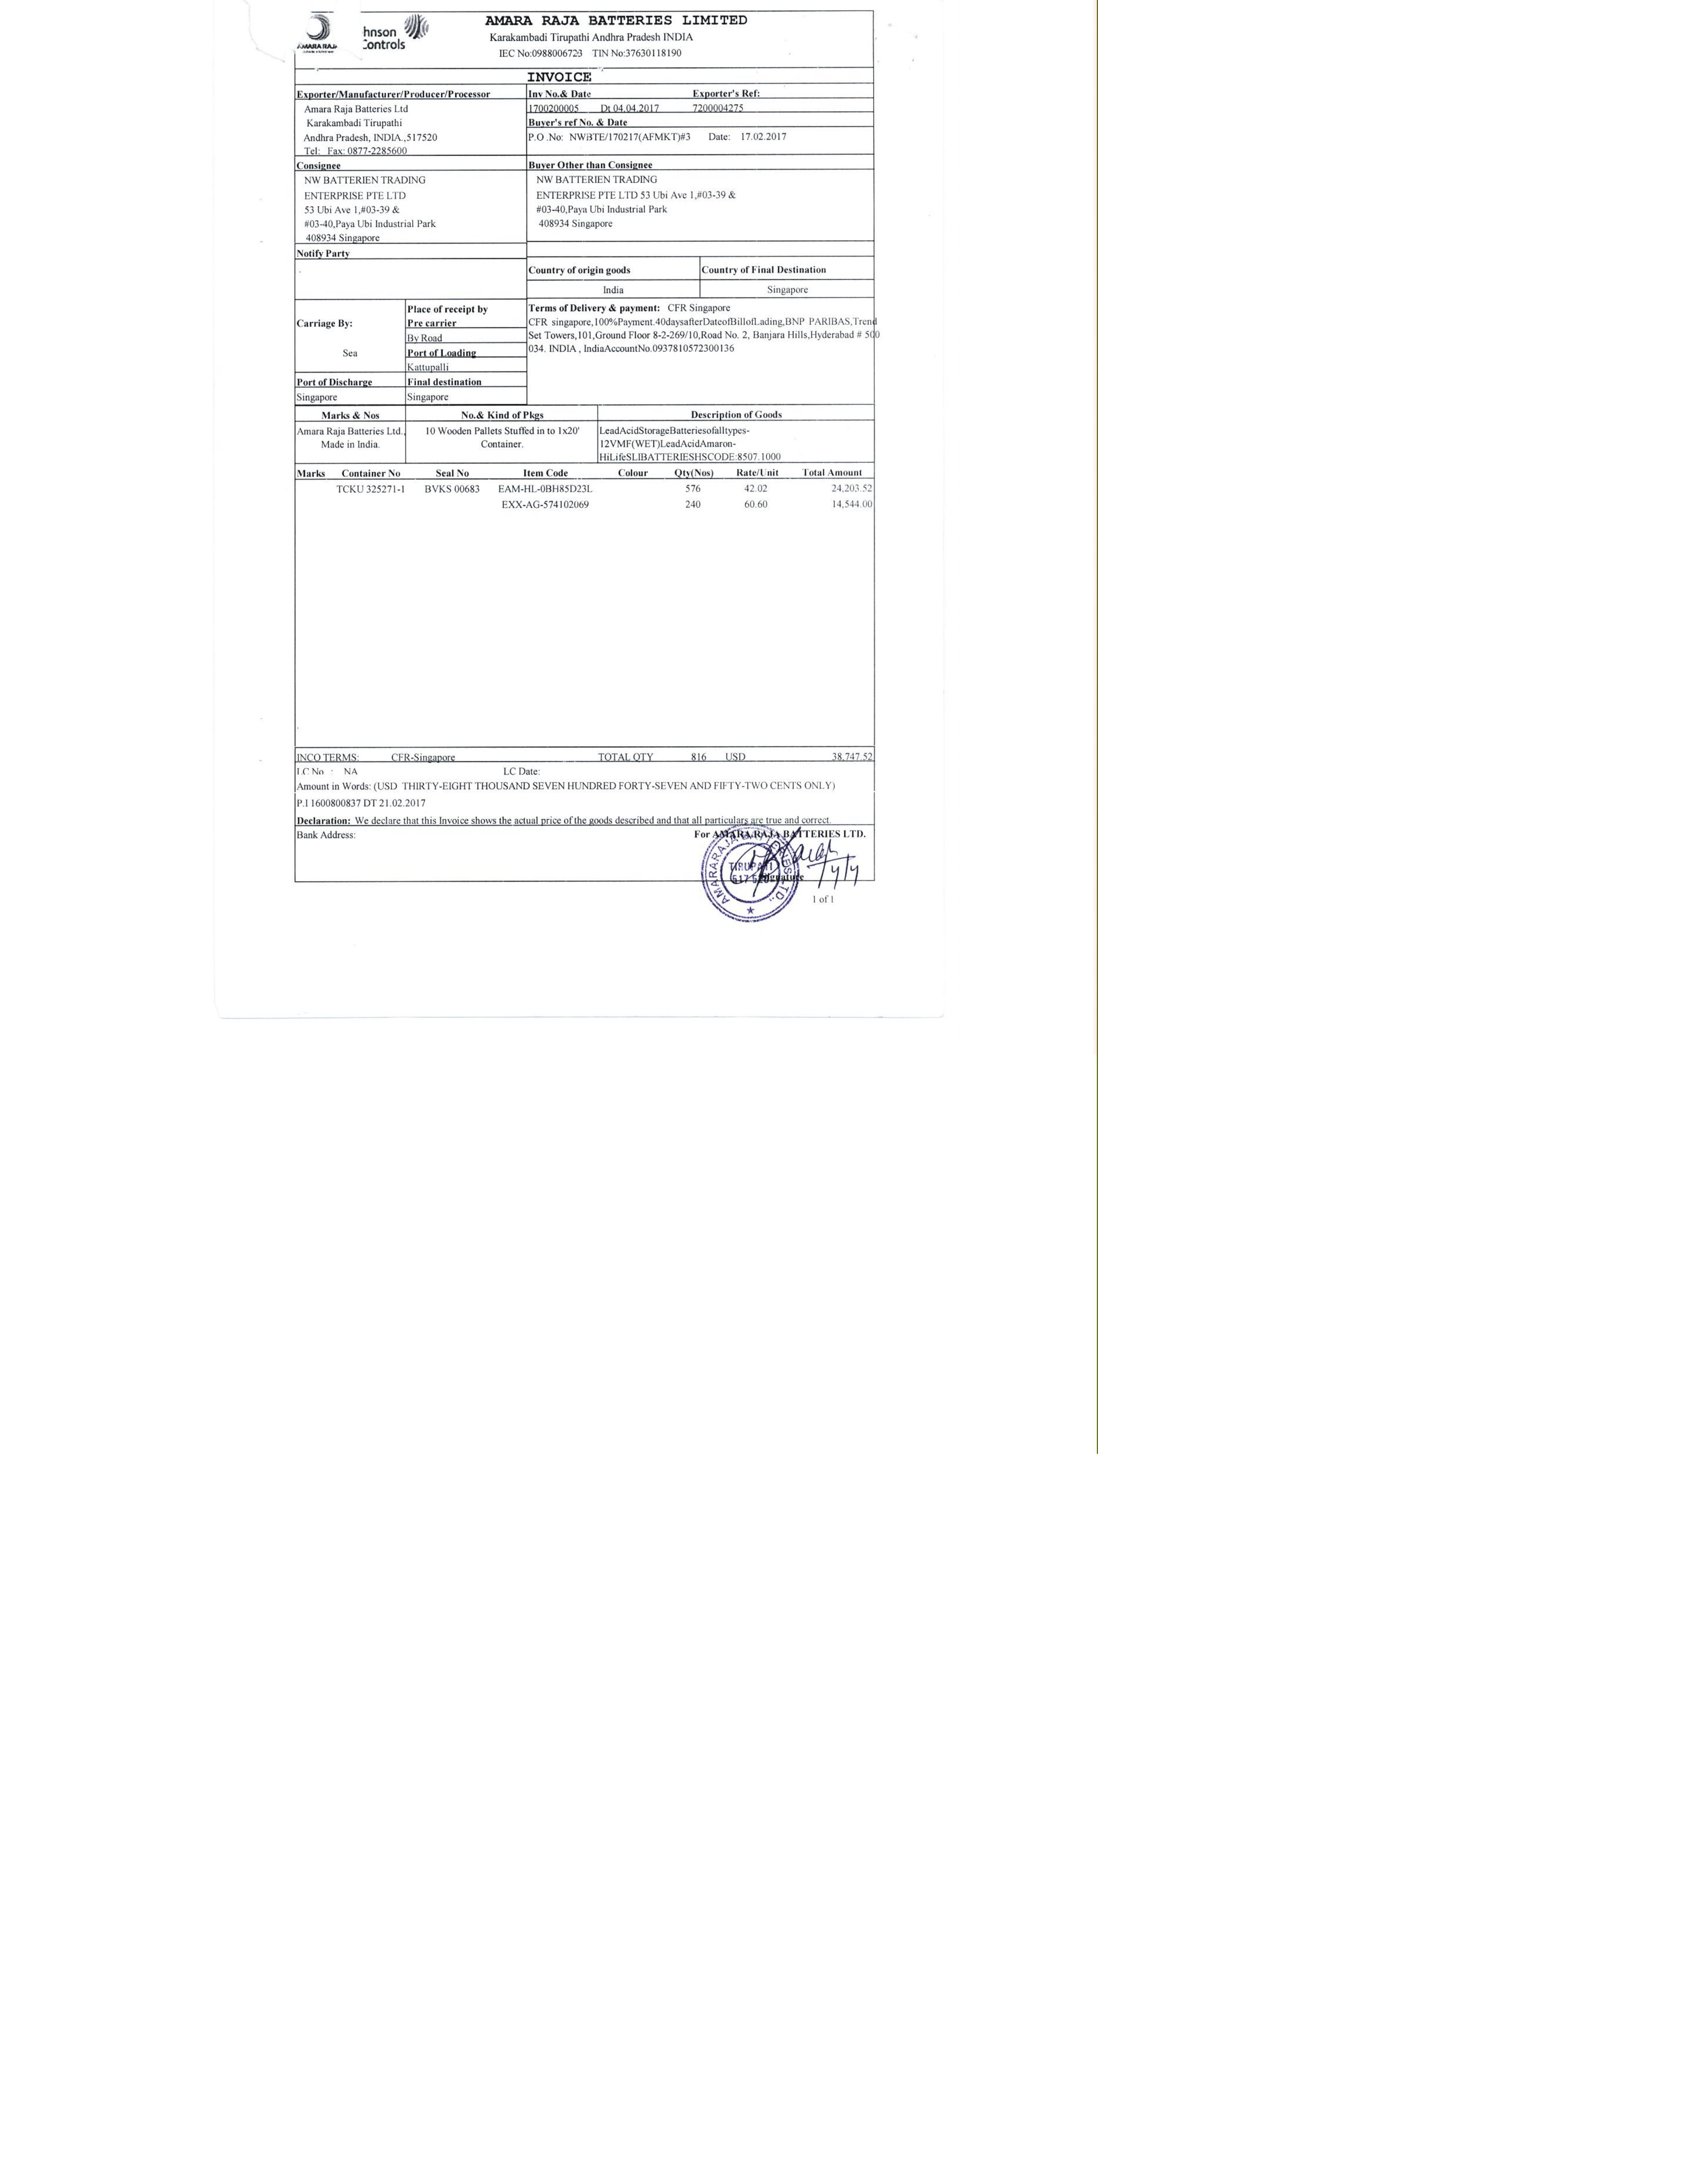 AMARA RAJA BATTERIES LIMITED
AMARA RAJA
hnson
Controls
Karakambadi Tirupathi Andhra Pradesh INDIA
IEC No:0988006723 TIN No:37630118190
INVOICE
Exporter/Manufacturer/Producer/Processor
Amara Raja Batteries Ltd
Karakambadi Tirupathi
Andhra Pradesh, INDIA.,517520
Tel: Fax: 0877-2285600
Inv No.& Date Exporter's Ref:
1700200005 Dt 04.04.2017 7200004275
Buyer's ref No. & Date
P.O .No: NWBTE/170217(AFMKT)#3 Date: 17.02.2017
Consignee
NW BATTERIEN TRADING
ENTERPRISE PTE LTD
53 Ubi Ave 1,#03-39 &
#03-40,Paya Ubi Industrial Park
408934 Singapore
Buyer Other than Consignee
NW BATTERIEN TRADING
ENTERPRISE PTE LTD 53 Ubi Ave 1,#03-39 &
#03-40,Paya Ubi Industrial Park
408934 Singapore
Notify Party
Country of origin goods Country of Final Destination
India Singapore
Carriage By:
Sea
Place of receipt by
Pre carrier
By Road
Port of Loading
Kattupalli
Terms of Delivery & payment: CFR Singapore
CFR singapore,100%Payment.40daysafterDateofBillofLading,BNP PARIBAS,Trend
Set Towers,101,Ground Floor 8-2-269/10,Road No. 2, Banjara Hills,Hyderabad # 500
034. INDIA , IndiaAccountNo.0937810572300136
Port of Discharge Final destination
Singapore Singapore
Marks & Nos No.& Kind of Pkgs Description of Goods
Amara Raja Batteries Ltd., 10 Wooden Pallets Stuffed in to 1x20' LeadAcidStorageBatteriesofalltypes-
Made in India. Container. 12VMF(WET)LeadAcidAmaron-
HiLifeSLIBATTERIESHSCODE:8507.1000
Marks Container No Seal No Item Code Colour Qty(Nos) Rate/Unit Total Amount
TCKU 325271-1 BVKS 00683 EAM-HL-0BH85D23L 576 42.02 24,203.52
EXX-AG-574102069 240 60.60 14,544.00
INCO TERMS: CFR-Singapore TOTAL QTY 816 USD 38,747.52
LC No : NA LC Date:
Amount in Words: (USD THIRTY-EIGHT THOUSAND SEVEN HUNDRED FORTY-SEVEN AND FIFTY-TWO CENTS ONLY)
P.I 1600800837 DT 21.02.2017
Declaration: We declare that this Invoice shows the actual price of the goods described and that all particulars are true and correct.
Bank Address: For AMARA RAJA BATTERIES LTD.
TIRUPATI
Signature
1 of 1